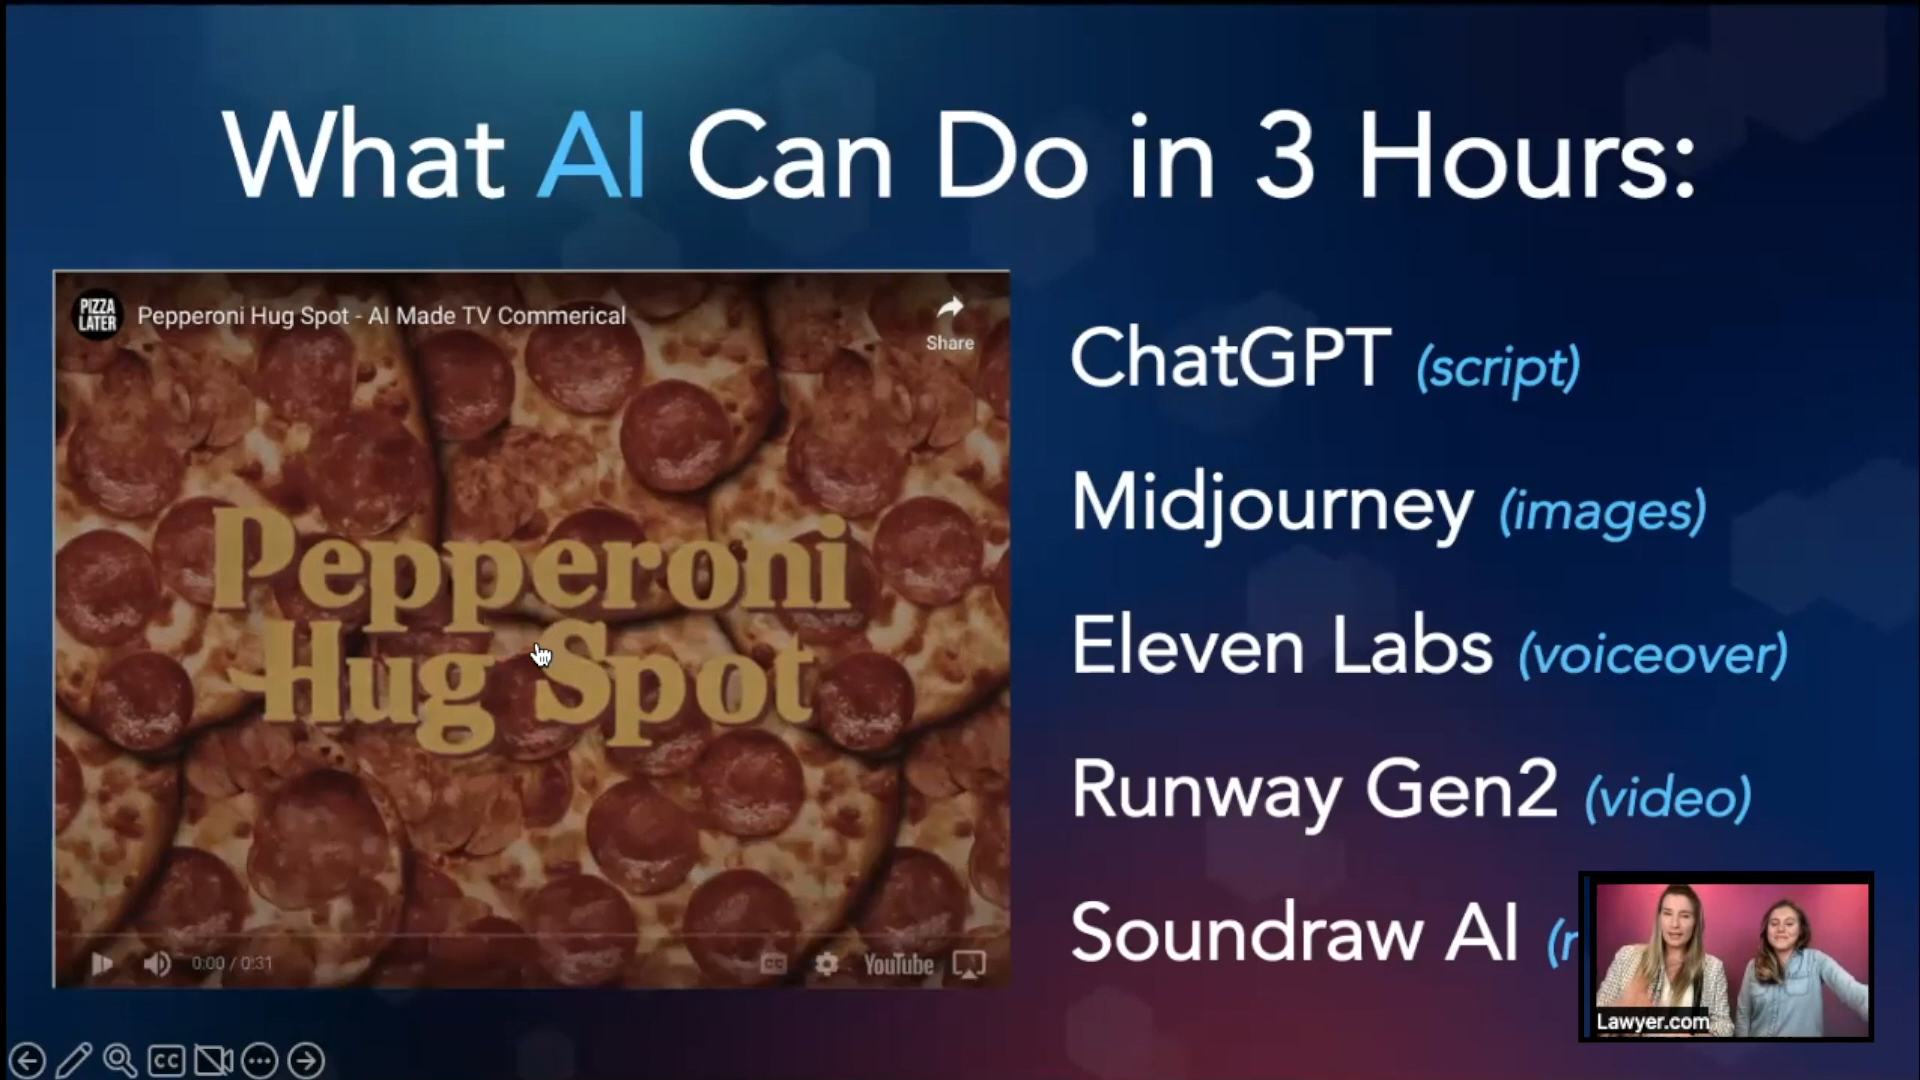 What AI Can Do in 3 Hours:
PIZZA LATER
Pepperoni Hug Spot - AI Made TV Commerical
Share
Pepperoni
Hug Spot
0:00 / 0:31
CC
YouTube
ChatGPT (script)
Midjourney (images)
Eleven Labs (voiceover)
Runway Gen2 (video)
Soundraw AI
Lawyer.com
CC